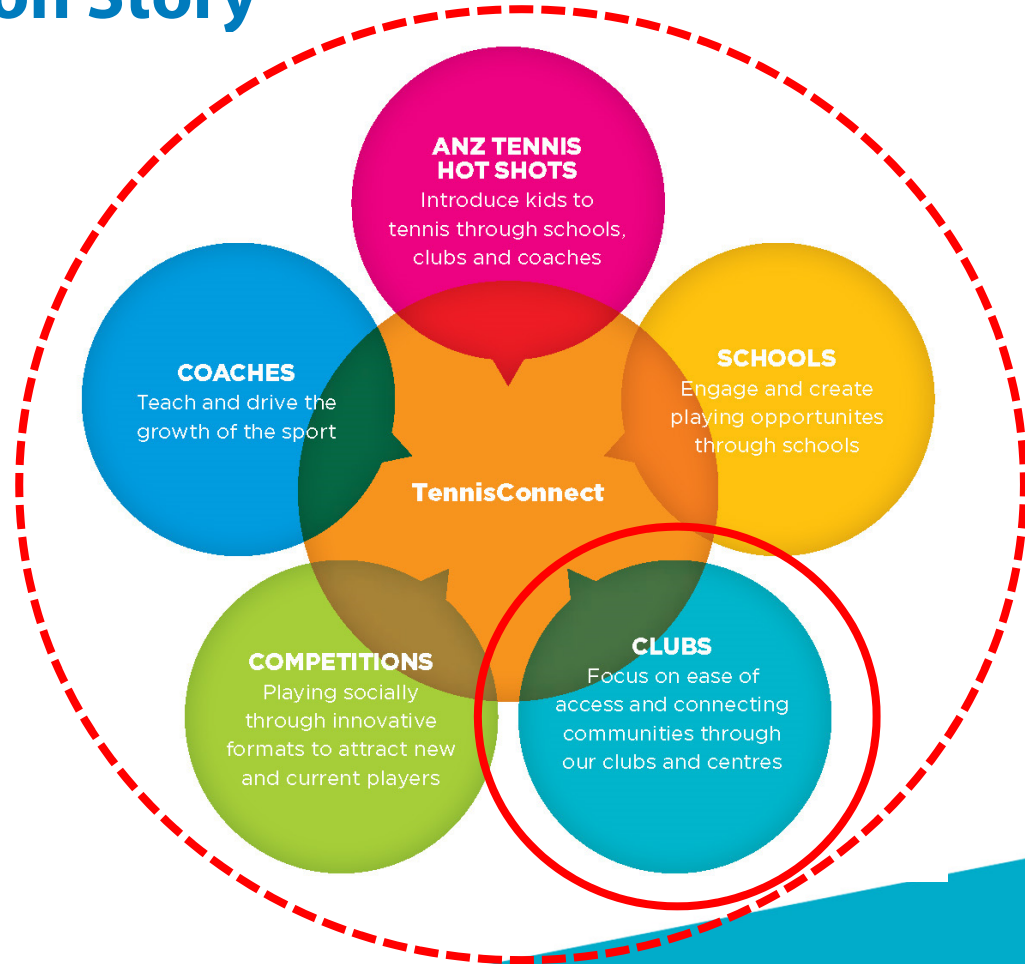 on Story
ANZ TENNIS
HOT SHOTS
Introduce kids to
tennis through schools,
clubs and coaches
COACHES
Teach and drive the
growth of the sport
SCHOOLS
Engage and create
playing opportunites
through schools
TennisConnect
COMPETITIONS
Playing socially
through innovative
formats to attract new
and current players
CLUBS
Focus on ease of
access and connecting
communities through
our clubs and centres